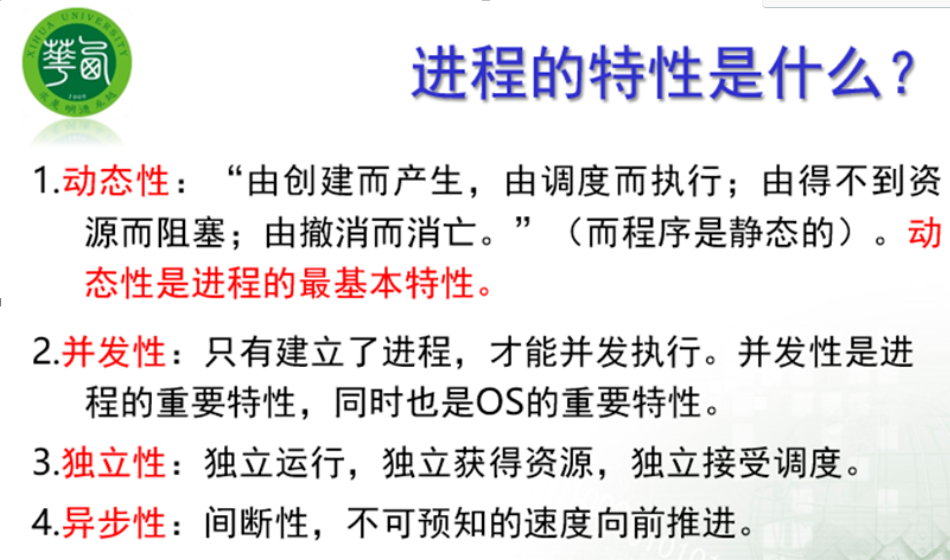 XIHUA UNIVERSITY
1960
进程的特性是什么？
1.动态性：“由创建而产生，由调度而执行；由得不到资
源而阻塞；由撤消而消亡。”（而程序是静态的）。动
态性是进程的最基本特性。
2.并发性：只有建立了进程，才能并发执行。并发性是进
程的重要特性，同时也是OS的重要特性。
3.独立性：独立运行，独立获得资源，独立接受调度。
4.异步性：间断性，不可预知的速度向前推进。